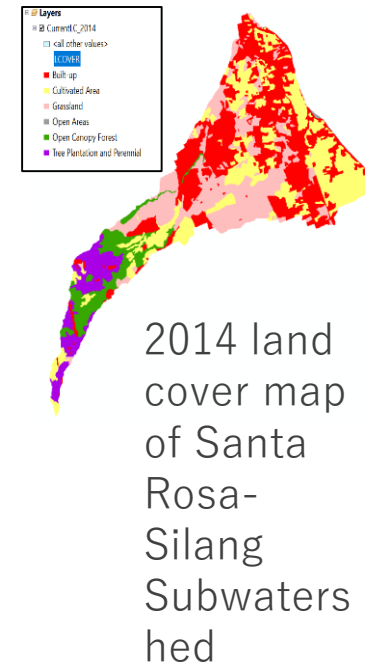 Layers
CurrentLC_2014
<all other values>
LCOVER
Built-up
Cultivated Area
Grassland
Open Areas
Open Canopy Forest
Tree Plantation and Perennial
2014 land
cover map
of Santa
Rosa-
Silang
Subwaters
hed